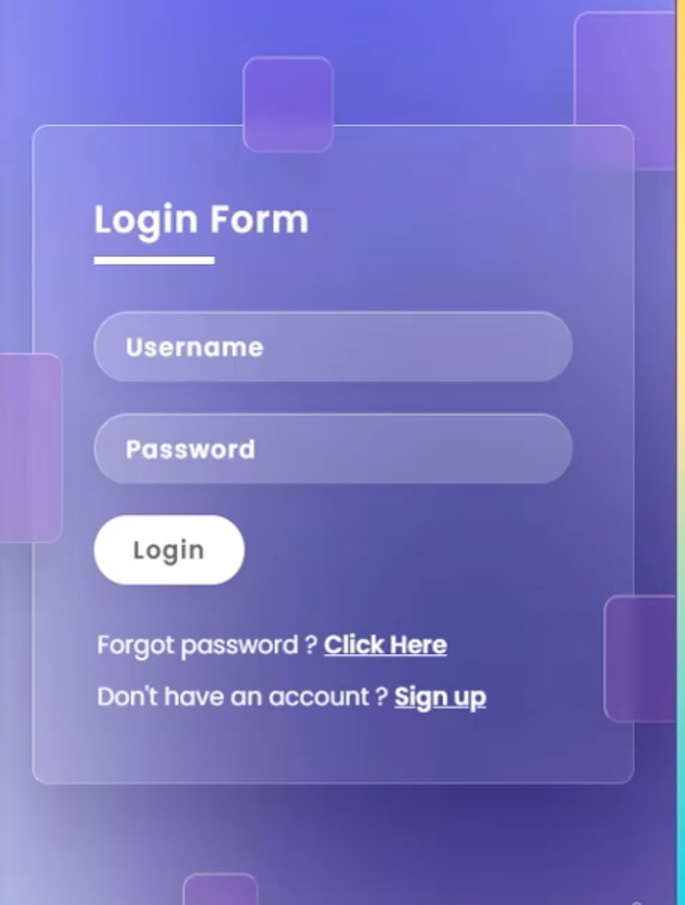 Login Form
Username
Password
Login
Forgot password ? Click Here
Don't have an account ? Sign up